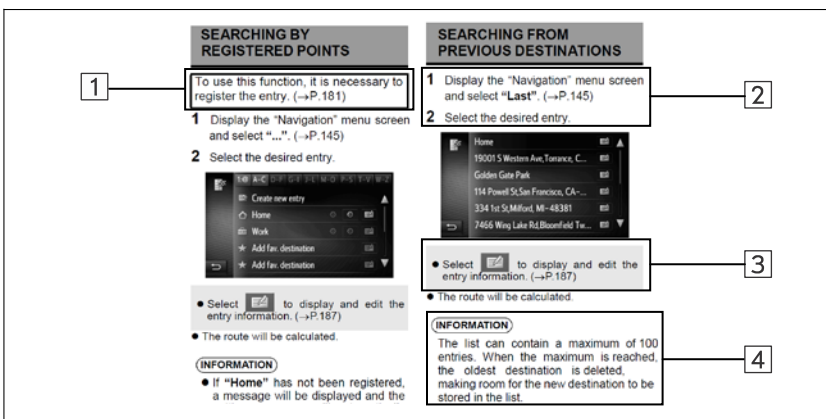 SEARCHING BY
REGISTERED POINTS
1
To use this function, it is necessary to
register the entry. (→P.181)
1 Display the “Navigation” menu screen
and select “...”. (→P.145)
2 Select the desired entry.
1@ A-C D-F G-I J-L M-O P-S T-V W-Z
Create new entry
Home
Work
Add fav. destination
Add fav. destination
● Select to display and edit the
entry information. (→P.187)
● The route will be calculated.
INFORMATION
● If “Home” has not been registered,
a message will be displayed and the
SEARCHING FROM
PREVIOUS DESTINATIONS
1 Display the “Navigation” menu screen
and select “Last”. (→P.145)
2 Select the desired entry.
2
Home
19001 S Western Ave,Torrance, C...
Golden Gate Park
114 Powell St,San Francisco, CA-...
334 1st St,Milford, MI-48381
7466 Wing Lake Rd,Bloomfield Tw...
● Select to display and edit the
entry information. (→P.187)
3
● The route will be calculated.
INFORMATION
The list can contain a maximum of 100
entries. When the maximum is reached,
the oldest destination is deleted,
making room for the new destination to be
stored in the list.
4